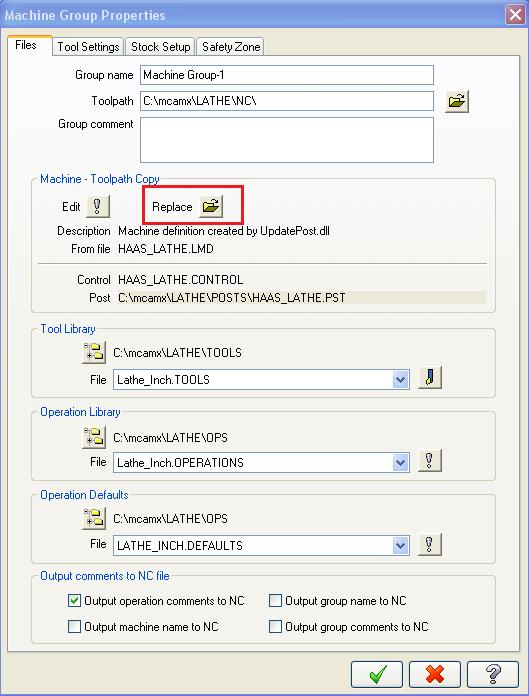 Machine Group Properties
Files Tool Settings Stock Setup Safety Zone
Group name Machine Group-1
Toolpath C:\mcamx\LATHE\NC\
Group comment
Machine - Toolpath Copy
Edit Replace
Description Machine definition created by UpdatePost.dll
From file HAAS_LATHE.LMD
Control HAAS_LATHE.CONTROL
Post C:\mcamx\LATHE\POSTS\HAAS_LATHE.PST
Tool Library
C:\mcamx\LATHE\TOOLS
File Lathe_Inch.TOOLS
Operation Library
C:\mcamx\LATHE\OPS
File Lathe_Inch.OPERATIONS
Operation Defaults
C:\mcamx\LATHE\OPS
File LATHE_INCH.DEFAULTS
Output comments to NC file
Output operation comments to NC Output group name to NC
Output machine name to NC Output group comments to NC